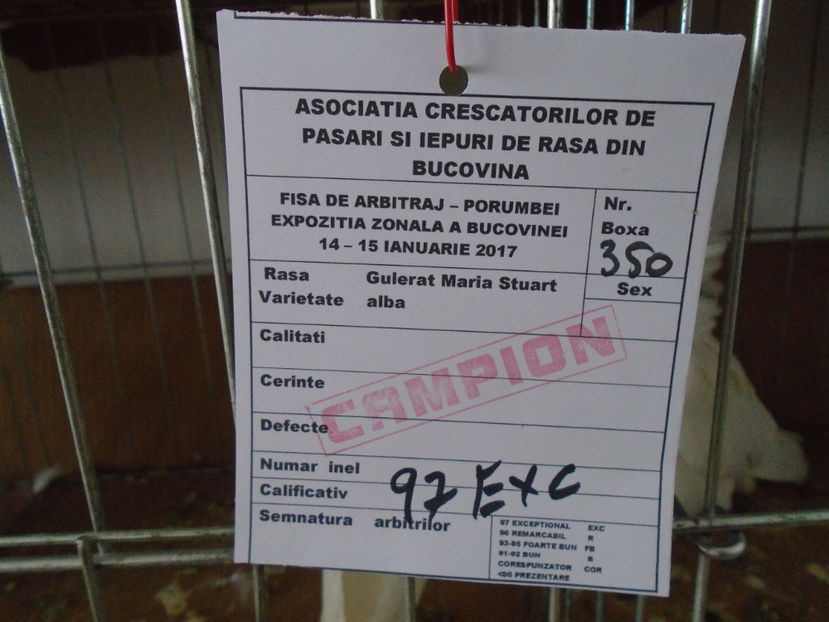 ASOCIATIA CRESCATORILOR DE
PASARI SI IEPURI DE RASA DIN
BUCOVINA
FISA DE ARBITRAJ – PORUMBEI
EXPOZITIA ZONALA A BUCOVINEI
14 – 15 IANUARIE 2017
Nr.
Boxa
350
Sex
Rasa Gulerat Maria Stuart
Varietate alba
Calitati
CAMPION
Cerinte
Defecte
Numar inel
Calificativ
97 EXC
Semnatura arbitrilor
97 EXCEPTIONAL EXC
96 REMARCABIL R
93-95 FOARTE BUN FB
91-92 BUN B
CORESPUNZATOR COR
<90 PREZENTARE